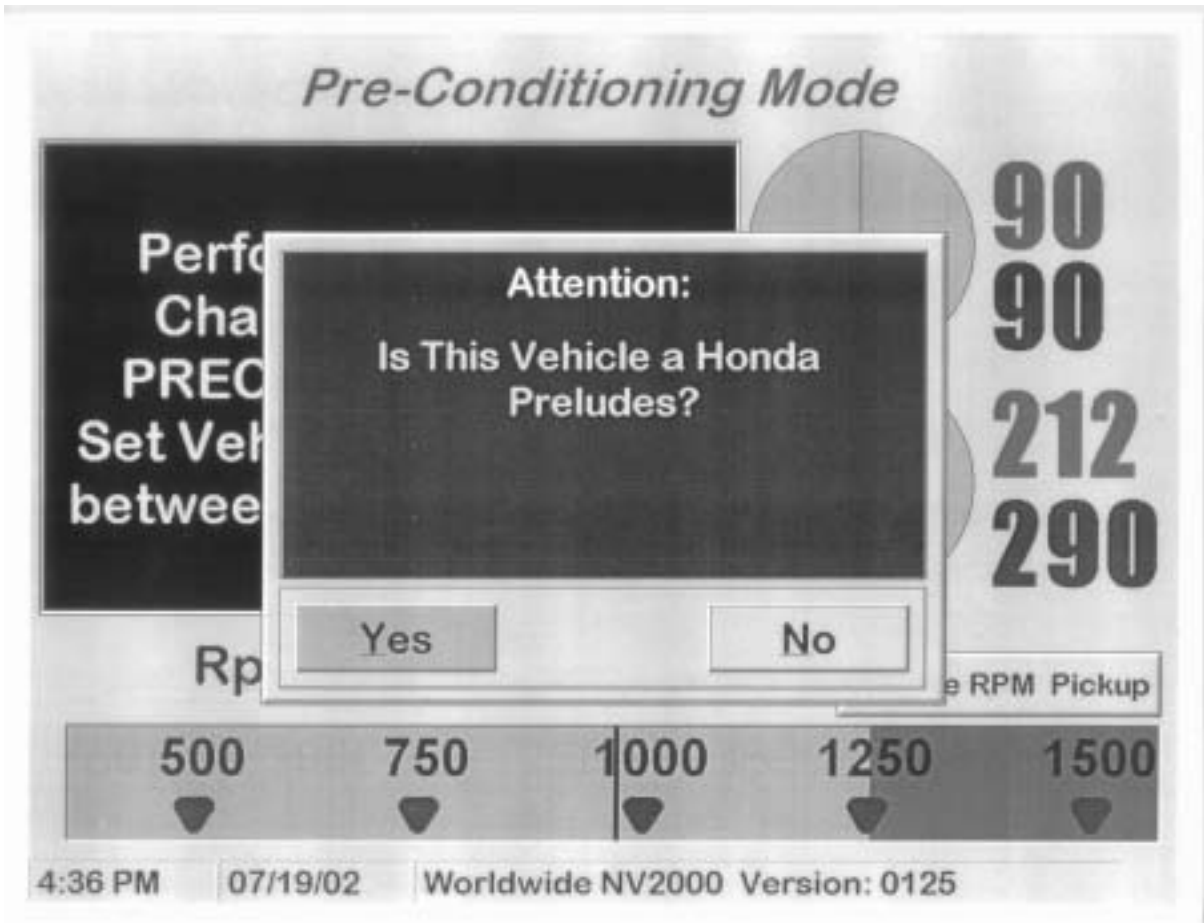 Pre-Conditioning Mode
Perfo
Cha
PREC
Set Veh
betwee
Attention:
Is This Vehicle a Honda
Preludes?
Yes
No
90
90
212
290
Rp
e RPM Pickup
500 750 1000 1250 1500
4:36 PM 07/19/02 Worldwide NV2000 Version: 0125